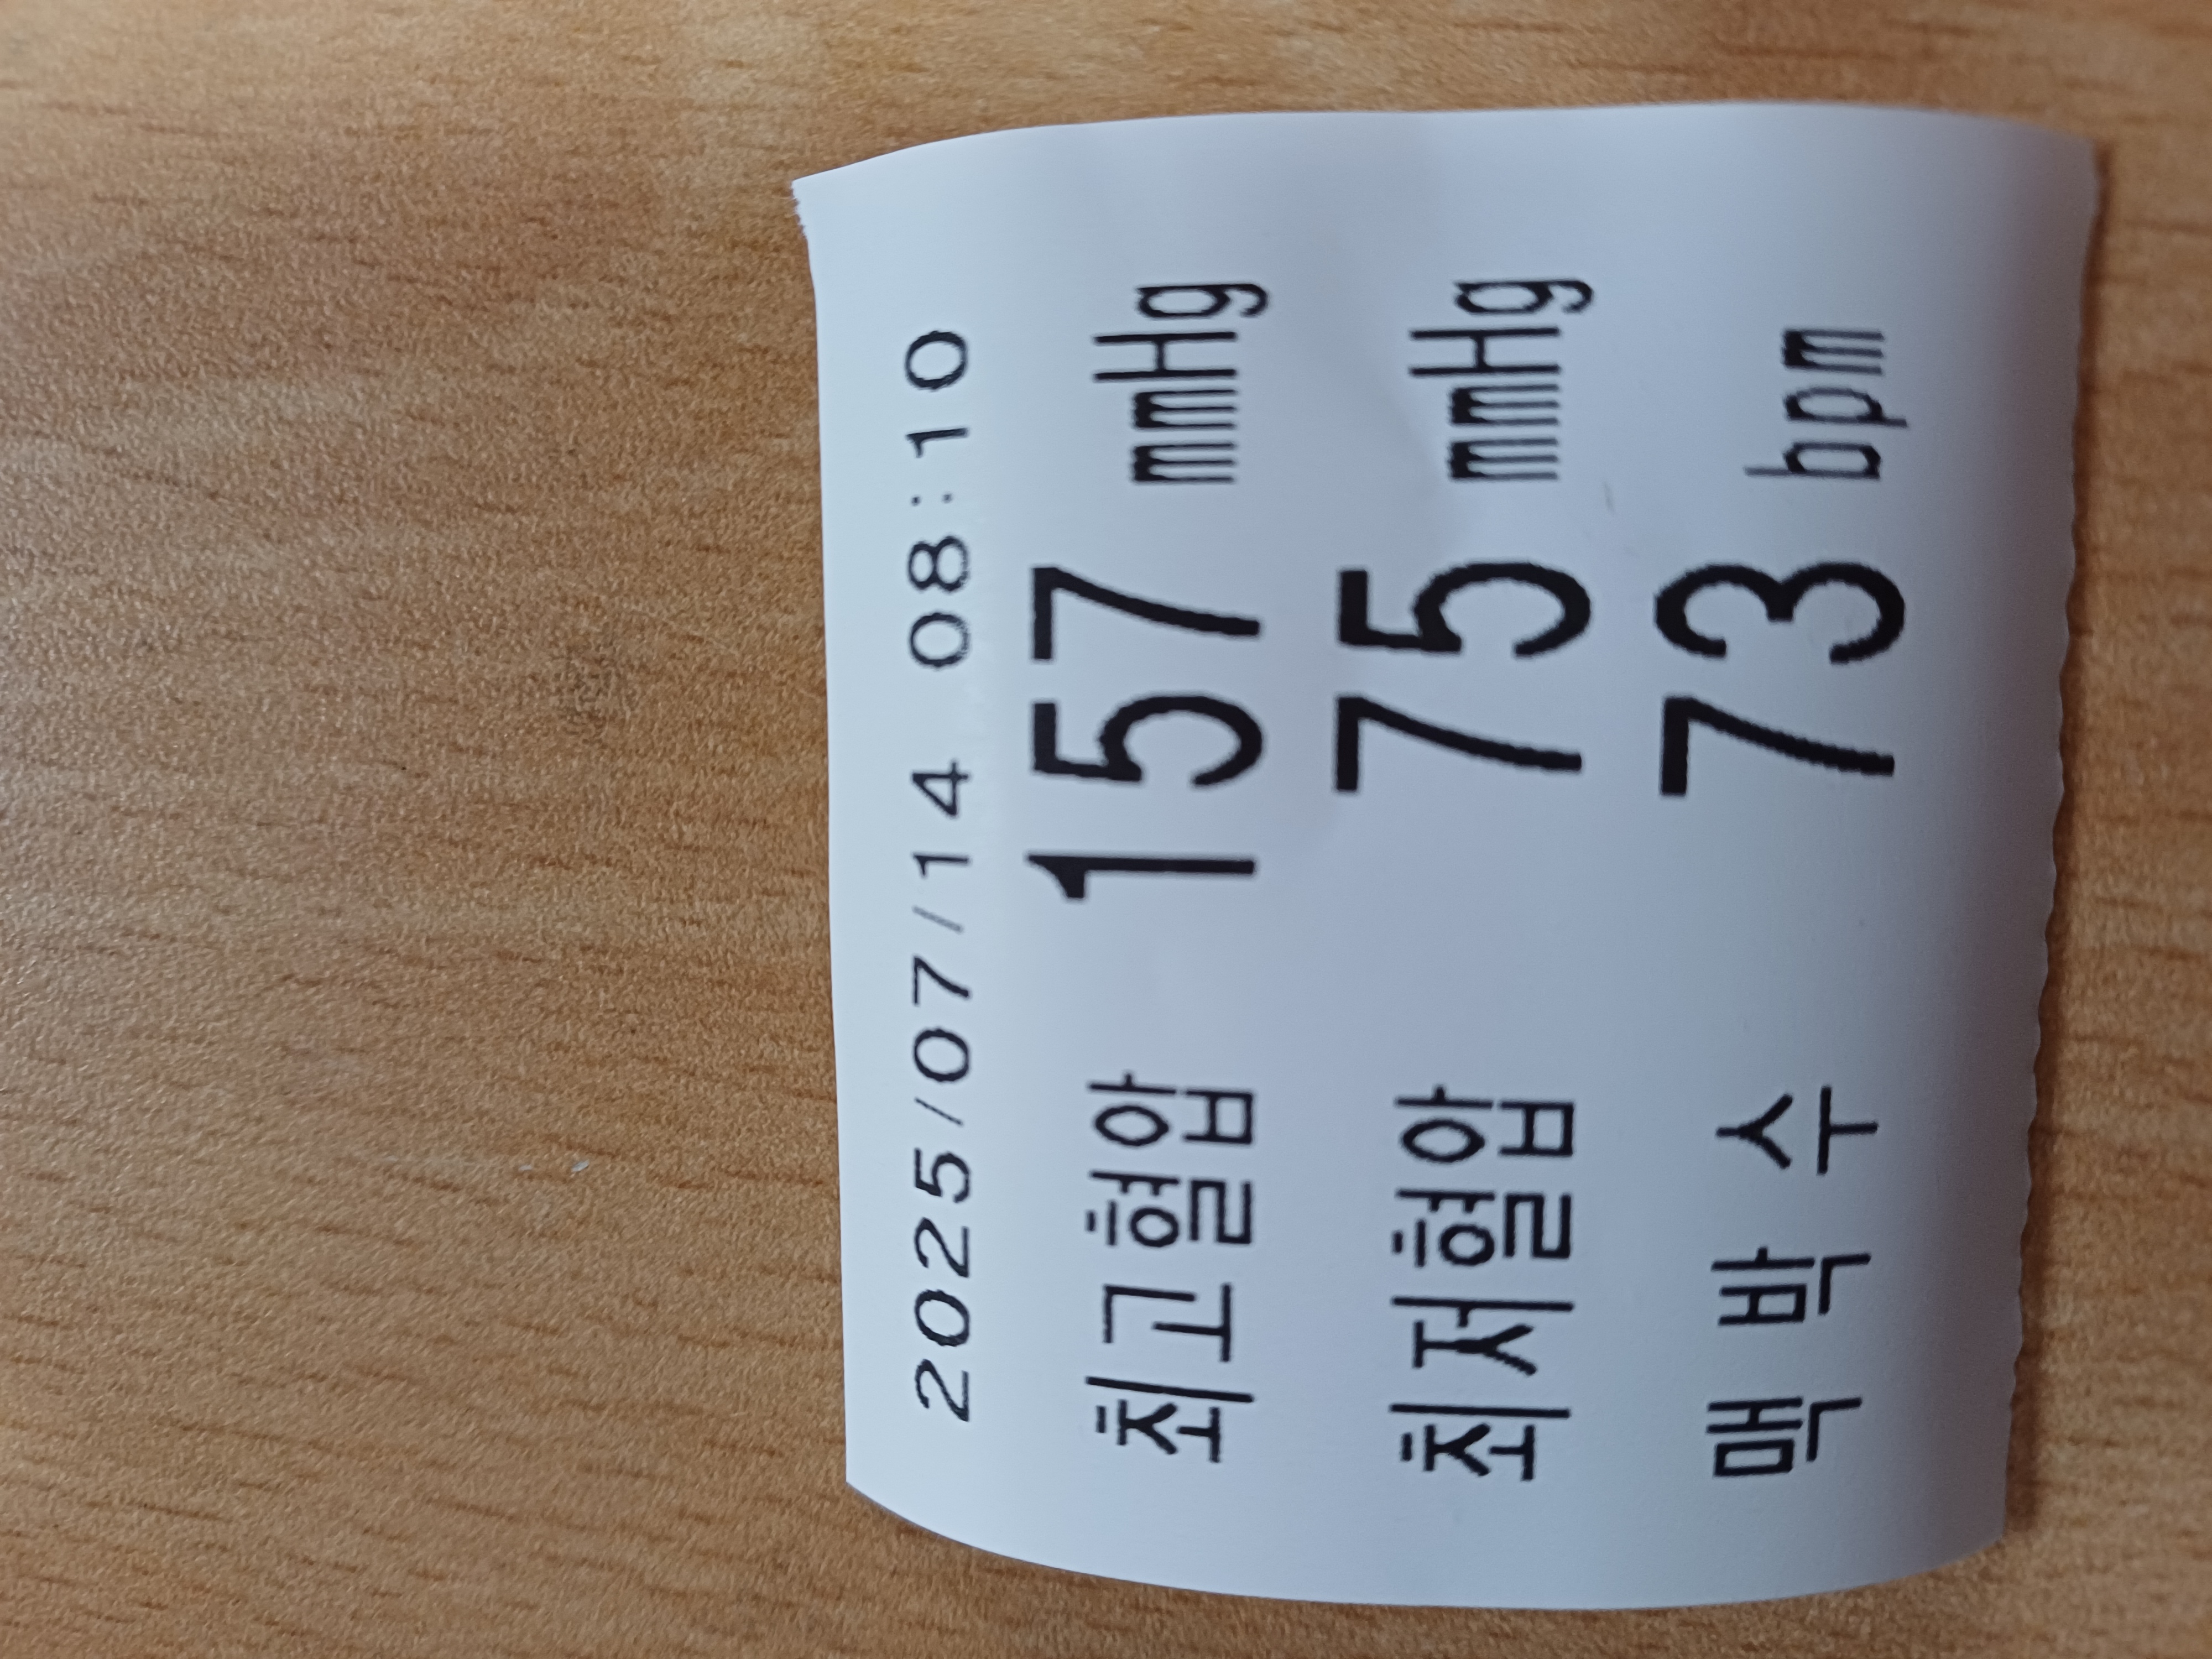 2025/07/14 08:10
최고혈압 157 mmHg
최저혈압 75 mmHg
맥 박 수 73 bpm